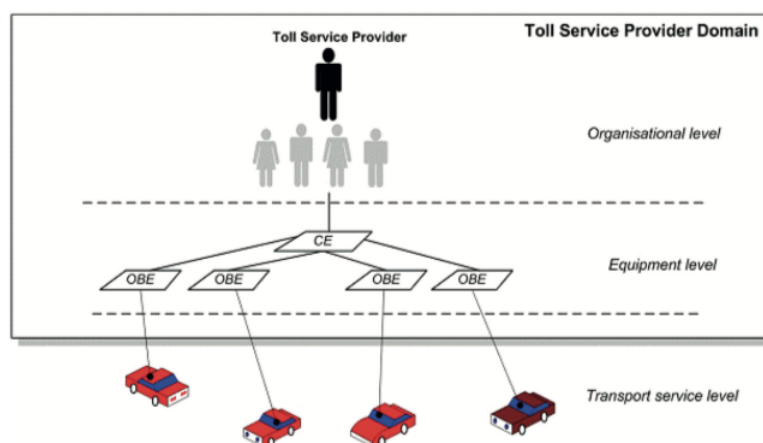 Toll Service Provider Domain
Toll Service Provider
Organisational level
CE
Equipment level
OBE OBE OBE OBE
Transport service level